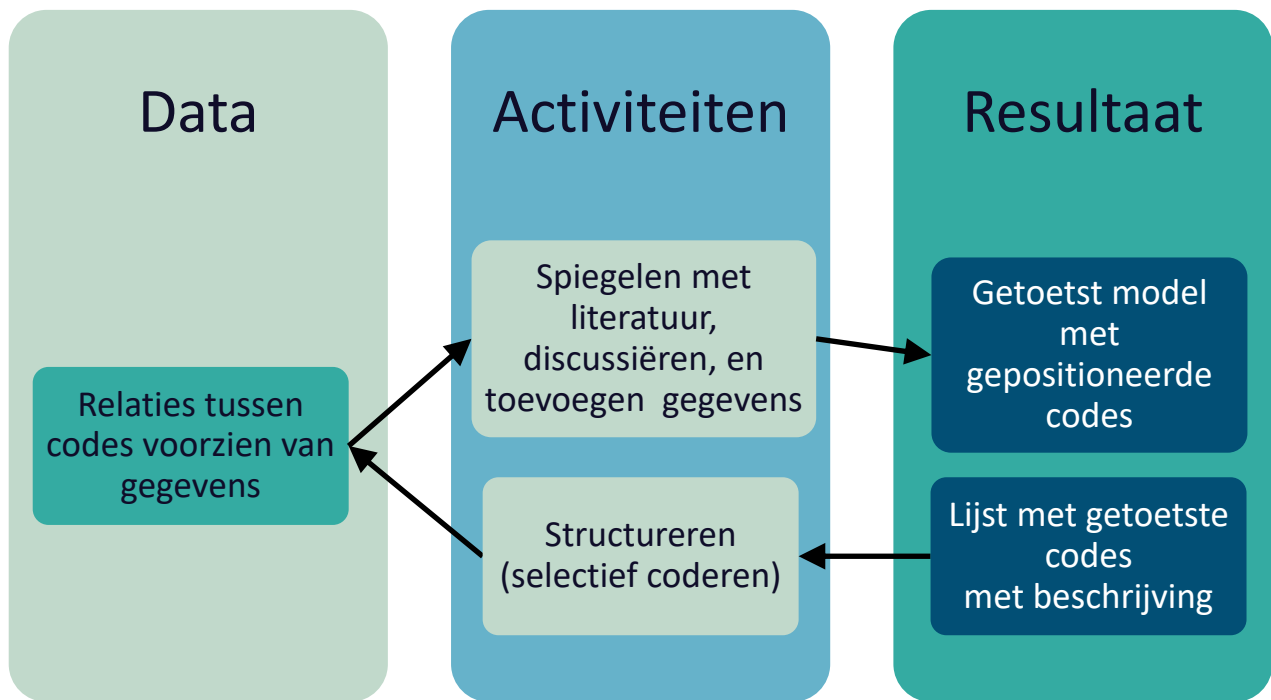 Data
Relaties tussen
codes voorzien van
gegevens
Activiteiten
Spiegelen met
literatuur,
discussiëren, en
toevoegen  gegevens
Structureren
(selectief coderen)
Resultaat
Getoetst model
met
gepositioneerde
codes
Lijst met getoetste
codes
met beschrijving